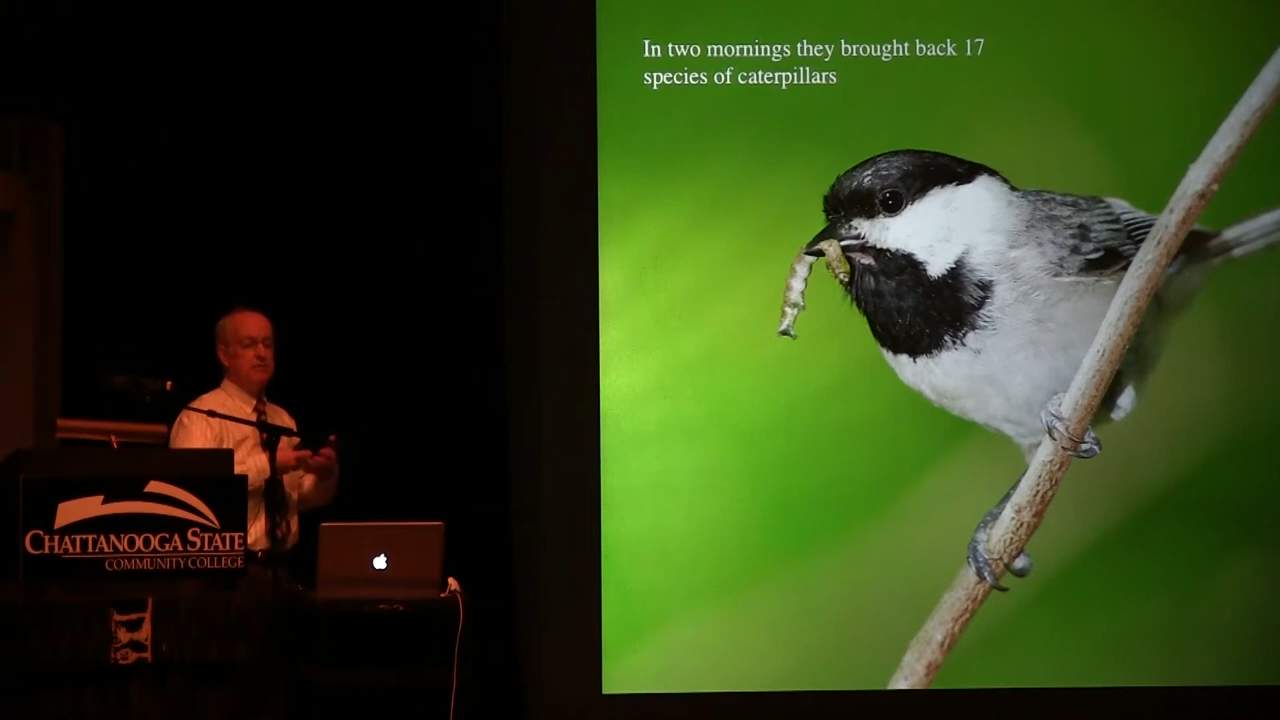 In two mornings they brought back 17
species of caterpillars
CHATTANOOGA STATE
COMMUNITY COLLEGE